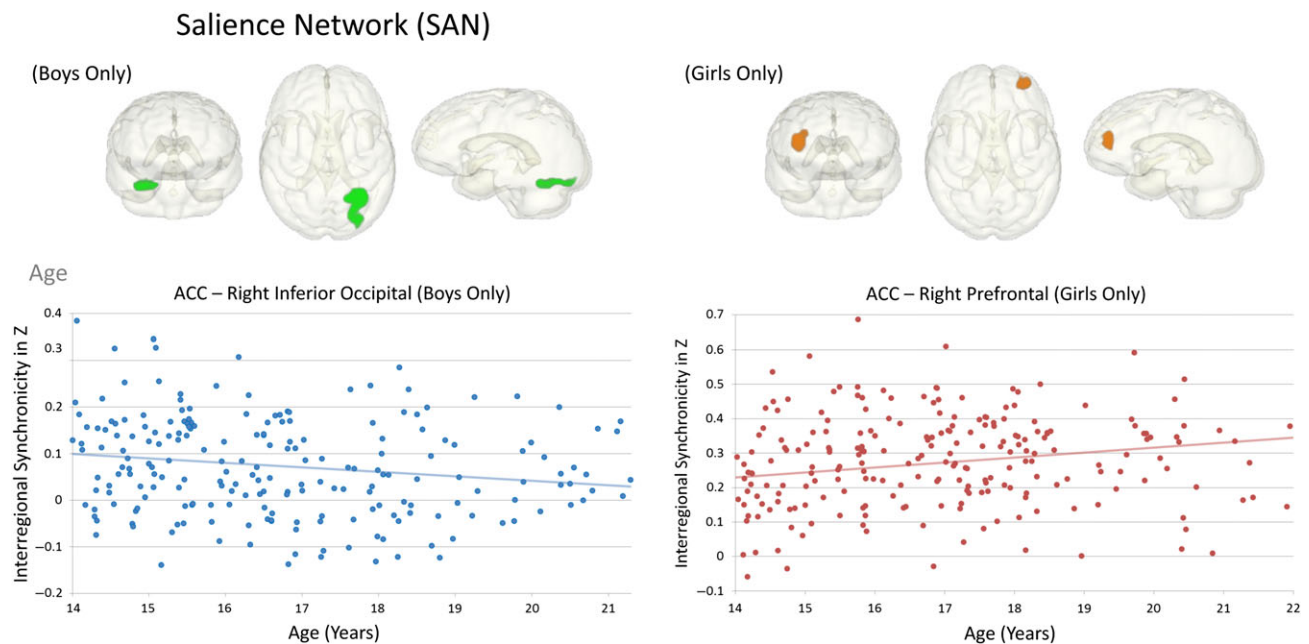 Salience Network (SAN)
(Boys Only)
(Girls Only)
Age
ACC – Right Inferior Occipital (Boys Only)
Interregional Synchronicity in Z
0.4
0.3
0.2
0.1
0
–0.1
–0.2
14 15 16 17 18 19 20 21
Age (Years)
ACC – Right Prefrontal (Girls Only)
Interregional Synchronicity in Z
0.7
0.6
0.5
0.4
0.3
0.2
0.1
0
–0.1
14 15 16 17 18 19 20 21 22
Age (Years)